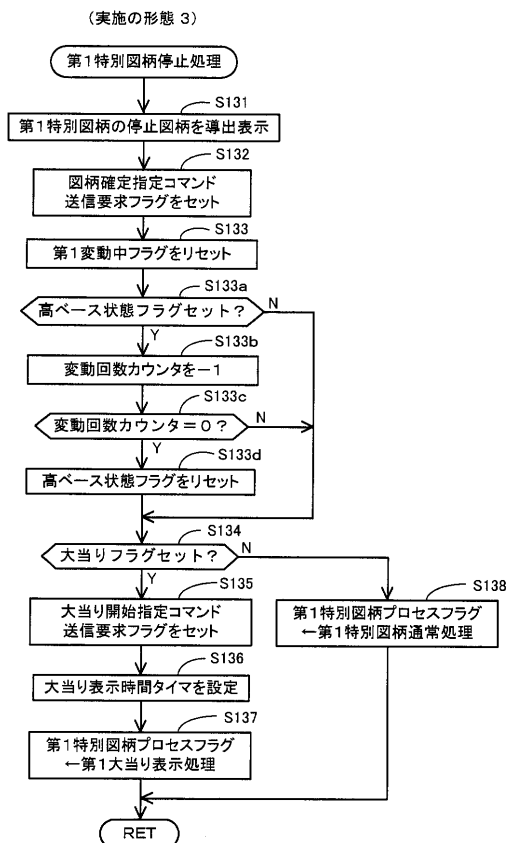 （実施の形態３）
第１特別図柄停止処理
S131
第１特別図柄の停止図柄を導出表示
S132
図柄確定指定コマンド
送信要求フラグをセット
S133
第１変動中フラグをリセット
S133a
高ベース状態フラグセット？
N
Y
S133b
変動回数カウンタを－１
S133c
変動回数カウンタ＝０？
N
Y
S133d
高ベース状態フラグをリセット
S134
大当りフラグセット？
N
Y
S135
大当り開始指定コマンド
送信要求フラグをセット
S138
第１特別図柄プロセスフラグ
←第１特別図柄通常処理
S136
大当り表示時間タイマを設定
S137
第１特別図柄プロセスフラグ
←第１大当り表示処理
RET